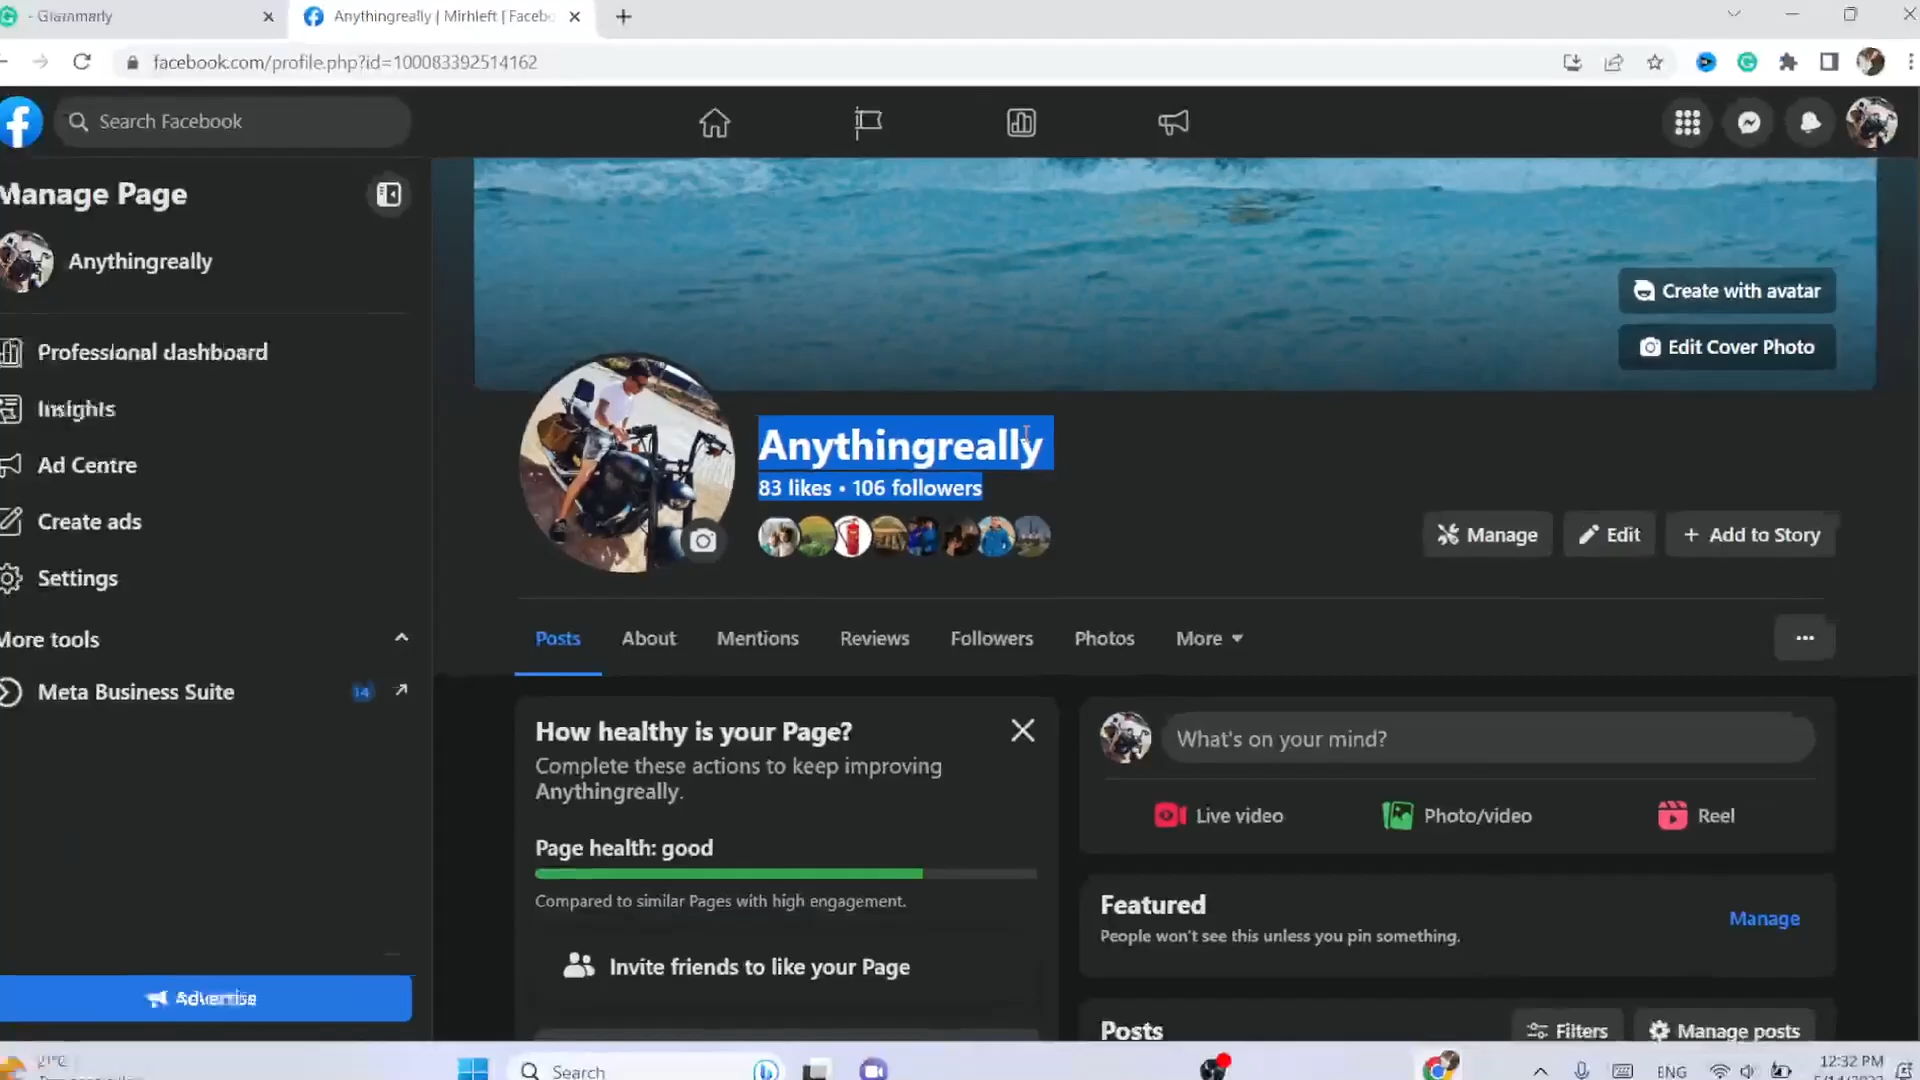 Grammarly
Anythingreally | Mirhleft | Facebo
facebook.com/profile.php?id=100083392514162
Search Facebook
Manage Page
Anythingreally
Professional dashboard
Insights
Ad Centre
Create ads
Settings
More tools
Meta Business Suite
14
Advertise
Create with avatar
Edit Cover Photo
Anythingreally
83 likes • 106 followers
Manage
Edit
+ Add to Story
Posts
About
Mentions
Reviews
Followers
Photos
More
How healthy is your Page?
Complete these actions to keep improving
Anythingreally.
Page health: good
Compared to similar Pages with high engagement.
Invite friends to like your Page
What's on your mind?
Live video
Photo/video
Reel
Featured
People won't see this unless you pin something.
Manage
Posts
Filters
Manage posts
21°C
Search
ENG
12:32 PM